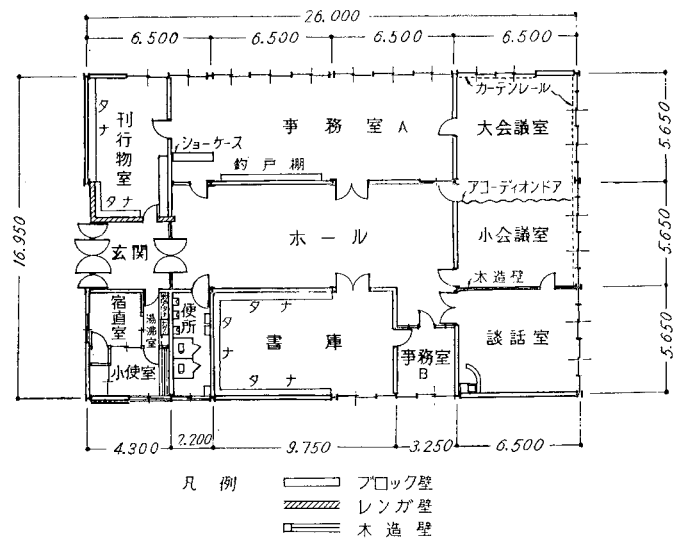 26.000
6.500 6.500 6.500 6.500
カーテンレール
タナ
刊行物室
ショーケース
事務室A
大会議室
釣戸棚
タナ
アコーディオンドア
16.950
5.650
5.650
5.650
玄関
ホール
小会議室
木造壁
宿直室
湯沸室
便所
タナ
タナ
書庫
事務室B
談話室
小使室
タナ
4.300 2.200 9.750 3.250 6.500
凡例
ブロック壁
レンガ壁
木造壁